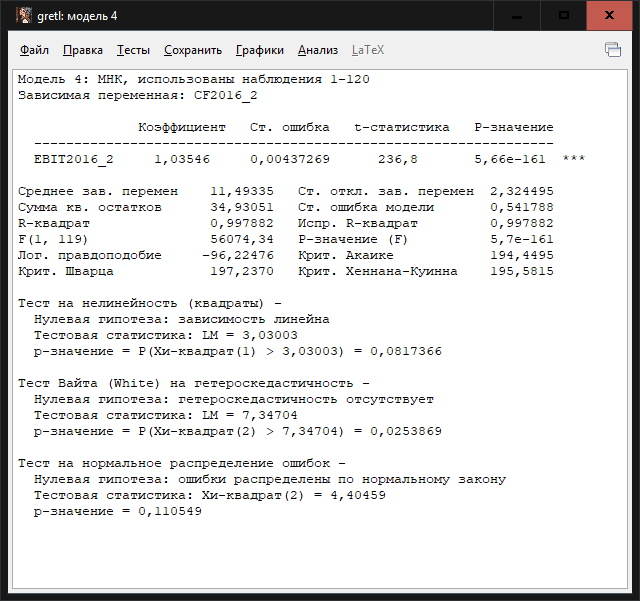 gretl: модель 4
Файл Правка Тесты Сохранить Графики Анализ LaTeX
Модель 4: МНК, использованы наблюдения 1-120
Зависимая переменная: CF2016_2
Коэффициент Ст. ошибка t-статистика P-значение
---------------------------------------------------------------
EBIT2016_2 1,03546 0,00437269 236,8 5,66e-161 ***
Среднее зав. перемен 11,49335 Ст. откл. зав. перемен 2,324495
Сумма кв. остатков 34,93051 Ст. ошибка модели 0,541788
R-квадрат 0,997882 Испр. R-квадрат 0,997882
F(1, 119) 56074,34 Р-значение (F) 5,7e-161
Лог. правдоподобие -96,22476 Крит. Акаике 194,4495
Крит. Шварца 197,2370 Крит. Хеннана-Куинна 195,5815
Тест на нелинейность (квадраты) -
Нулевая гипотеза: зависимость линейна
Тестовая статистика: LM = 3,03003
р-значение = P(Хи-квадрат(1) > 3,03003) = 0,0817366
Тест Вайта (White) на гетероскедастичность -
Нулевая гипотеза: гетероскедастичность отсутствует
Тестовая статистика: LM = 7,34704
р-значение = P(Хи-квадрат(2) > 7,34704) = 0,0253869
Тест на нормальное распределение ошибок -
Нулевая гипотеза: ошибки распределены по нормальному закону
Тестовая статистика: Хи-квадрат(2) = 4,40459
р-значение = 0,110549